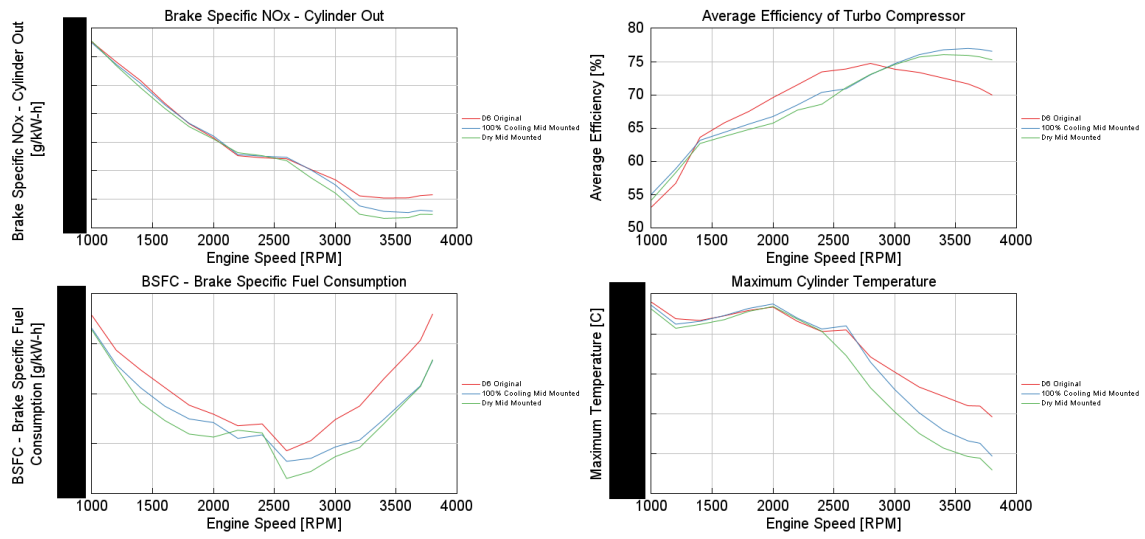 Brake Specific NOx - Cylinder Out
Brake Specific NOx - Cylinder Out
[g/kW-h]
1000 1500 2000 2500 3000 3500 4000
Engine Speed [RPM]
D6 Original
100% Cooling Mid Mounted
Dry Mid Mounted
Average Efficiency of Turbo Compressor
Average Efficiency [%]
80
75
70
65
60
55
50
1000 1500 2000 2500 3000 3500 4000
Engine Speed [RPM]
D6 Original
100% Cooling Mid Mounted
Dry Mid Mounted
BSFC - Brake Specific Fuel Consumption
BSFC - Brake Specific Fuel
Consumption [g/kW-h]
1000 1500 2000 2500 3000 3500 4000
Engine Speed [RPM]
D6 Original
100% Cooling Mid Mounted
Dry Mid Mounted
Maximum Cylinder Temperature
Maximum Temperature [C]
1000 1500 2000 2500 3000 3500 4000
Engine Speed [RPM]
D6 Original
100% Cooling Mid Mounted
Dry Mid Mounted